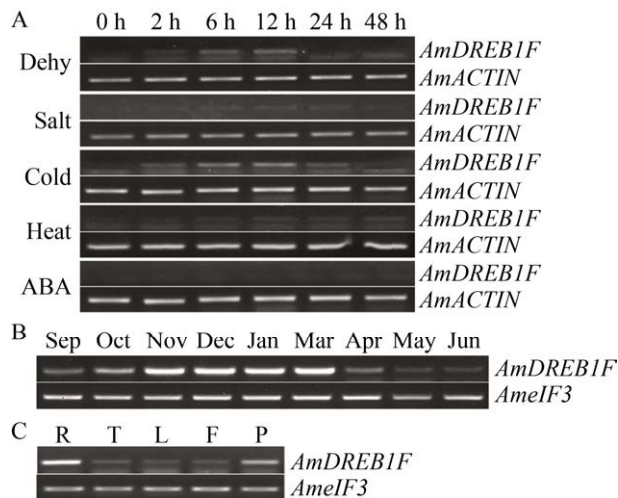 A
0 h 2 h 6 h 12 h 24 h 48 h
Dehy
AmDREB1F
AmACTIN
Salt
AmDREB1F
AmACTIN
Cold
AmDREB1F
AmACTIN
Heat
AmDREB1F
AmACTIN
ABA
AmDREB1F
AmACTIN
B
Sep Oct Nov Dec Jan Mar Apr May Jun
AmDREB1F
AmeIF3
C
R T L F P
AmDREB1F
AmeIF3